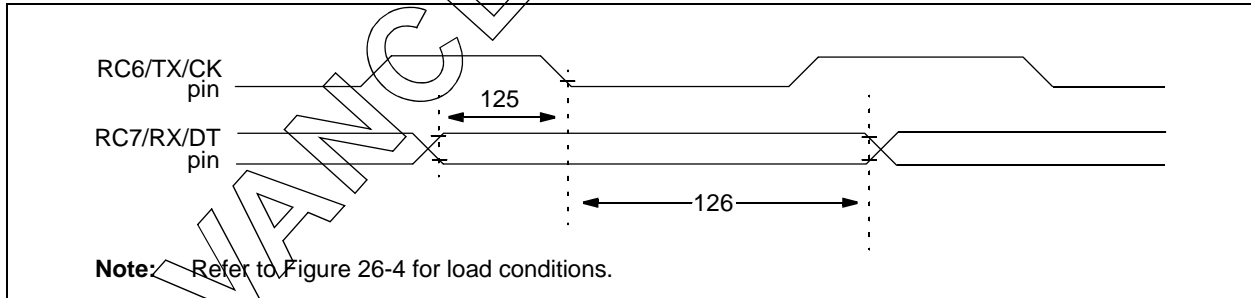 RC6/TX/CK
pin
125
RC7/RX/DT
pin
126
Note: Refer to Figure 26-4 for load conditions.